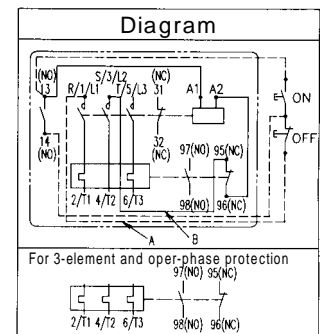 Diagram
(NO)
13
S/3/L2
R/1/L1 T/5/L3
(NC)
31
A1 A2
ON
OFF
14
(NO)
32
(NC)
97(NO) 95(NC)
2/T1 4/T2 6/T3
98(NO) 96(NC)
A B
For 3-element and oper-phase protection
97(NO) 95(NC)
2/T1 4/T2 6/T3
98(NO) 96(NC)